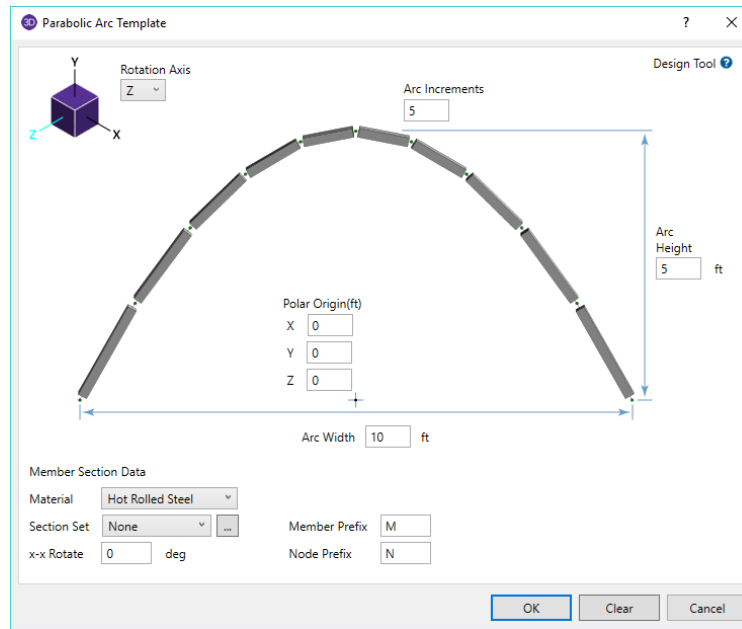 3D Parabolic Arc Template
? ×
Y
X
Z
Rotation Axis
Z
Design Tool ?
Arc Increments
5
Arc
Height
5 ft
Polar Origin(ft)
X 0
Y 0
Z 0
Arc Width 10 ft
Member Section Data
Material Hot Rolled Steel
Section Set None ... Member Prefix M
x-x Rotate 0 deg Node Prefix N
OK Clear Cancel